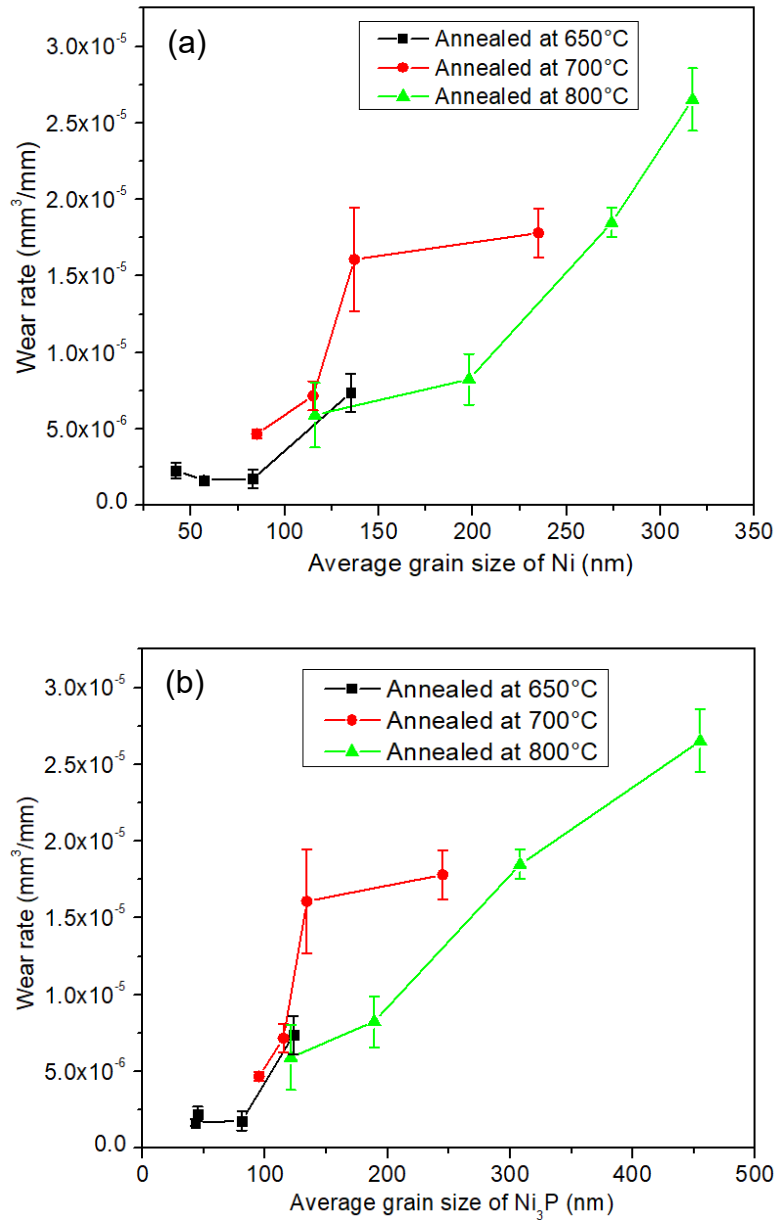 (a)
Annealed at 650°C
Annealed at 700°C
Annealed at 800°C
3.0x10⁻⁵
2.5x10⁻⁵
2.0x10⁻⁵
1.5x10⁻⁵
1.0x10⁻⁵
5.0x10⁻⁶
0.0
Wear rate (mm³/mm)
50 100 150 200 250 300 350
Average grain size of Ni (nm)
(b)
Annealed at 650°C
Annealed at 700°C
Annealed at 800°C
3.0x10⁻⁵
2.5x10⁻⁵
2.0x10⁻⁵
1.5x10⁻⁵
1.0x10⁻⁵
5.0x10⁻⁶
0.0
Wear rate (mm³/mm)
0 100 200 300 400 500
Average grain size of Ni₃P (nm)